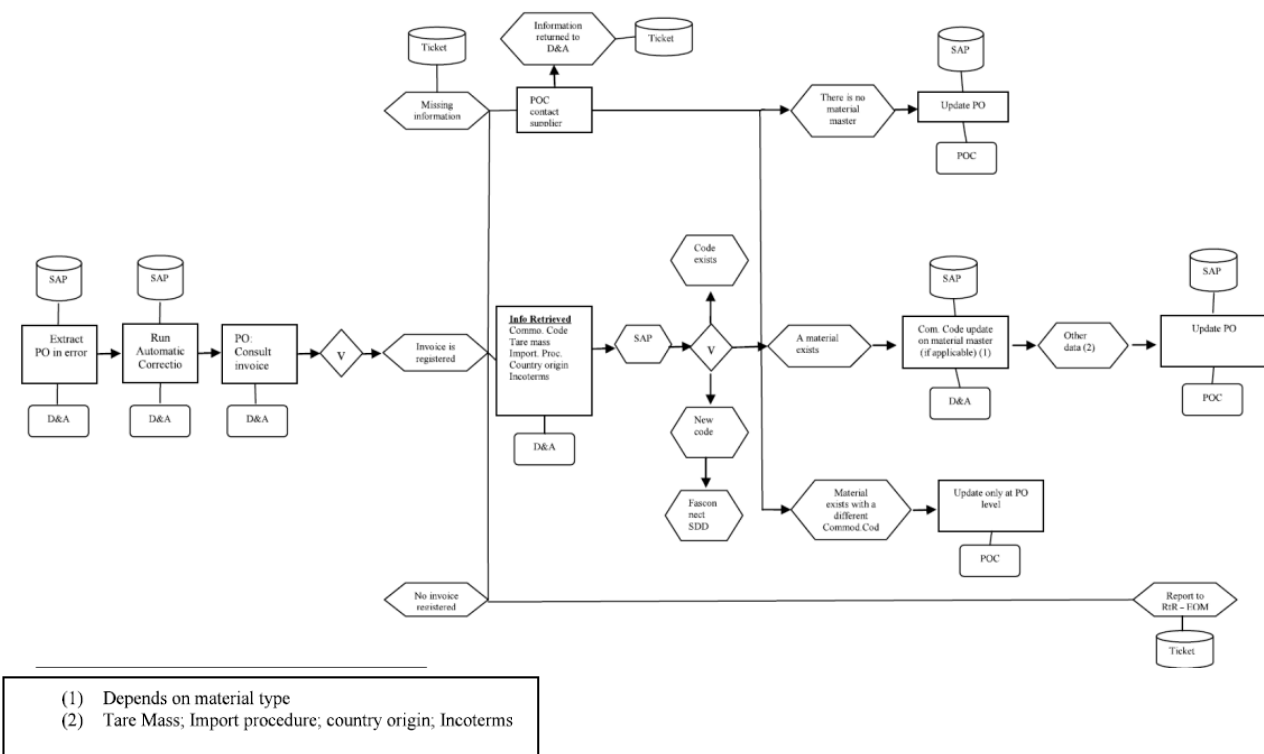 Information
returned to
D&A
Ticket
Ticket
SAP
Missing
information
POC
contact
supplier
There is no
material
master
Update PO
POC
Code
exists
SAP
SAP
SAP
SAP
Extract
PO in error
Run
Automatic
Correctio
PO:
Consult
invoice
V
Invoice is
registered
Info Retrieved
Commo. Code
Tare mass
Import. Proc.
Country origin
Incoterms
SAP
V
A material
exists
Com. Code update
on material master
(if applicable) (1)
Other
data (2)
Update PO
D&A
D&A
D&A
D&A
New
code
D&A
POC
Fascon
nect
SDD
Material
exists with a
different
Commod.Cod
Update only at PO
level
POC
No invoice
registered
Report to
RtR – EOM
Ticket
(1) Depends on material type
(2) Tare Mass; Import procedure; country origin; Incoterms